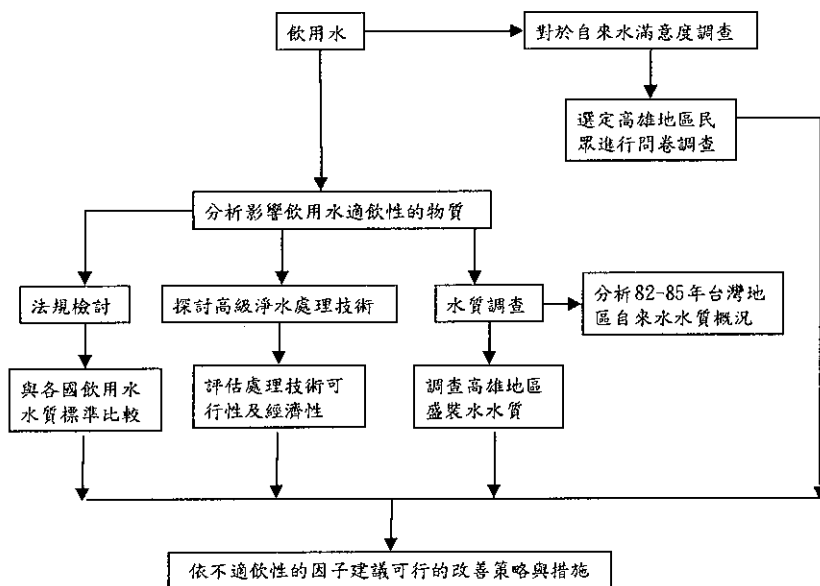 飲用水
對於自來水滿意度調查
選定高雄地區民
眾進行問卷調查
分析影響飲用水適飲性的物質
法規檢討
探討高級淨水處理技術
水質調查
分析82-85年台灣地
區自來水水質概況
與各國飲用水
水質標準比較
評估處理技術可
行性及經濟性
調查高雄地區
盛裝水水質
依不適飲性的因子建議可行的改善策略與措施